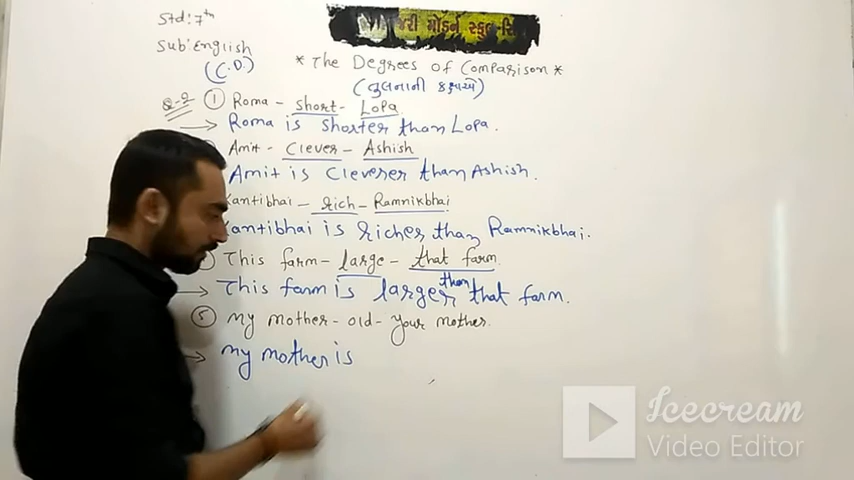 Std: 7th
જરી મોડર્ન સ્કુલ-સિ
Sub: English
(C.D.)
* The Degrees of Comparison *
(તુલનાની કક્ષાએ)
① Roma - short - Lopa
→ Roma is shorter than Lopa.
Amit - Clever - Ashish
Amit is Cleverer than Ashish.
Kantibhai - rich - Ramnikbhai
Kantibhai is richer than Ramnikbhai.
This farm - large - that farm
→ This farm is larger than that farm.
⑤ My mother - old - your mother.
→ My mother is
Icecream
Video Editor